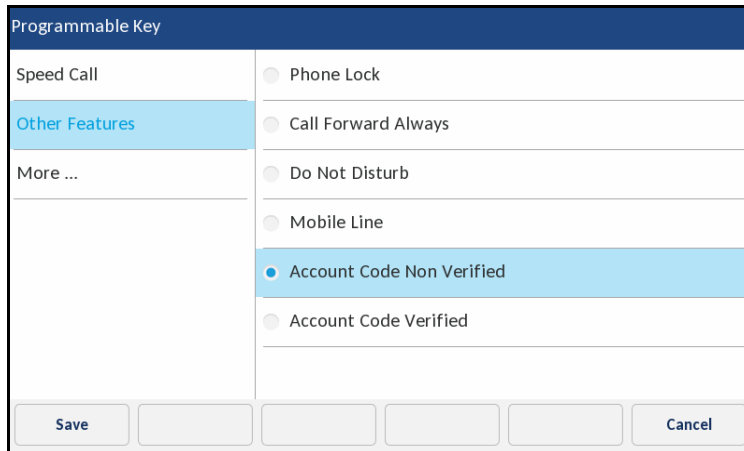 Programmable Key
Speed Call
Other Features
More ...
Phone Lock
Call Forward Always
Do Not Disturb
Mobile Line
Account Code Non Verified
Account Code Verified
Save
Cancel